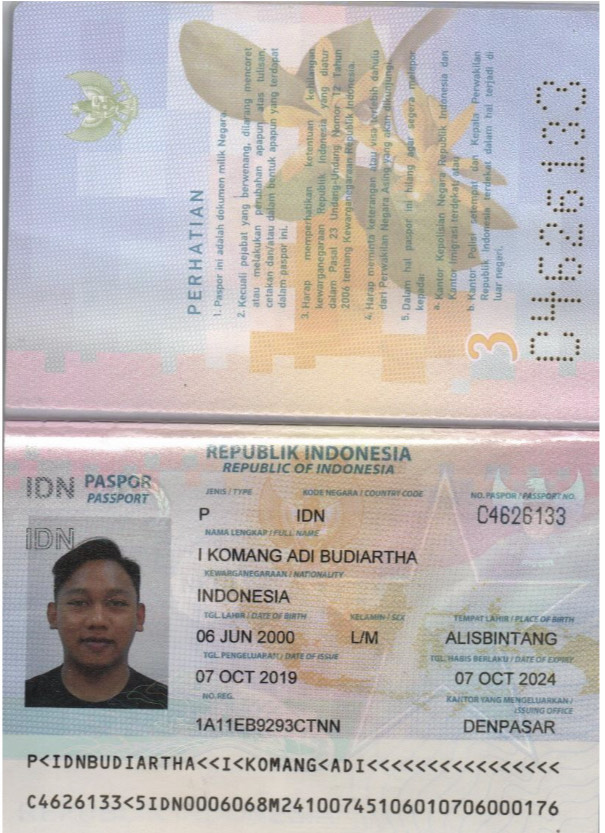 PERHATIAN
1. Paspor ini adalah dokumen milik Negara.
2. Kecuali pejabat yang berwenang, dilarang mencoret
atau melakukan perubahan apapun atas tulisan,
cetakan dan/atau dalam bentuk apapun yang terdapat
dalam paspor ini.
3. Harap memperhatikan ketentuan kehilangan
kewarganegaraan Republik Indonesia yang diatur
dalam Pasal 23 Undang-Undang Nomor 12 Tahun
2006 tentang Kewarganegaraan Republik Indonesia.
4. Harap meminta keterangan atau visa terlebih dahulu
dari Perwakilan Negara Asing yang akan dikunjungi.
5. Dalam hal paspor ini hilang agar segera melapor
kepada:
a. Kantor Kepolisian Negara Republik Indonesia dan
Kantor Imigrasi terdekat; atau
b. Kantor Polisi setempat dan Kepala Perwakilan
Republik Indonesia terdekat dalam hal terjadi di
luar negeri.
3
C4626133
REPUBLIK INDONESIA
REPUBLIC OF INDONESIA
IDN PASPOR
PASSPORT
JENIS / TYPE KODE NEGARA / COUNTRY CODE NO. PASPOR / PASSPORT NO.
P IDN C4626133
IDN
NAMA LENGKAP / FULL NAME
I KOMANG ADI BUDIARTHA
KEWARGANEGARAAN / NATIONALITY
INDONESIA
TGL. LAHIR / DATE OF BIRTH KELAMIN / SEX TEMPAT LAHIR / PLACE OF BIRTH
06 JUN 2000 L/M ALISBINTANG
TGL. PENGELUARAN / DATE OF ISSUE TGL. HABIS BERLAKU / DATE OF EXPIRY
07 OCT 2019 07 OCT 2024
NO. REG. KANTOR YANG MENGELUARKAN /
ISSUING OFFICE
1A11EB9293CTNN DENPASAR
P<IDNBUDIARTHA<<I<KOMANG<ADI<<<<<<<<<<<<<<<<
C4626133<5IDN0006068M24100745106010706000176